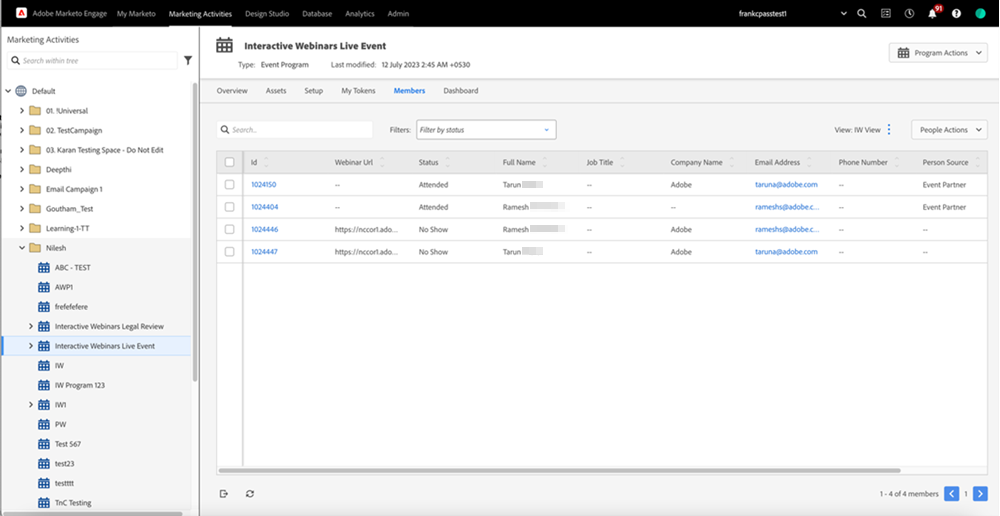 Adobe Marketo Engage My Marketo Marketing Activities Design Studio Database Analytics Admin frankcpasstest1 91
Marketing Activities
Search within tree
Default
01. !Universal
02. TestCampaign
03. Karan Testing Space - Do Not Edit
Deepthi
Email Campaign 1
Goutham_Test
Learning-1-TT
Nilesh
ABC - TEST
AWP1
frefefefere
Interactive Webinars Legal Review
Interactive Webinars Live Event
IW
IW Program 123
IW1
PW
Test 567
test23
testttt
TnC Testing
Interactive Webinars Live Event
Type: Event Program Last modified: 12 July 2023 2:45 AM +0530
Program Actions
Overview Assets Setup My Tokens Members Dashboard
Search.. Filters: Filter by status View: IW View People Actions
Id Webinar Url Status Full Name Job Title Company Name Email Address Phone Number Person Source
1024150 -- Attended Tarun -- Adobe taruna@adobe.com -- Event Partner
1024404 -- Attended Ramesh -- -- rameshs@adobe.c... -- Event Partner
1024446 https://nccor1.ado... No Show Ramesh -- Adobe rameshs@adobe.c... -- --
1024447 https://nccor1.ado... No Show Tarun -- Adobe taruna@adobe.com -- --
1 - 4 of 4 members 1